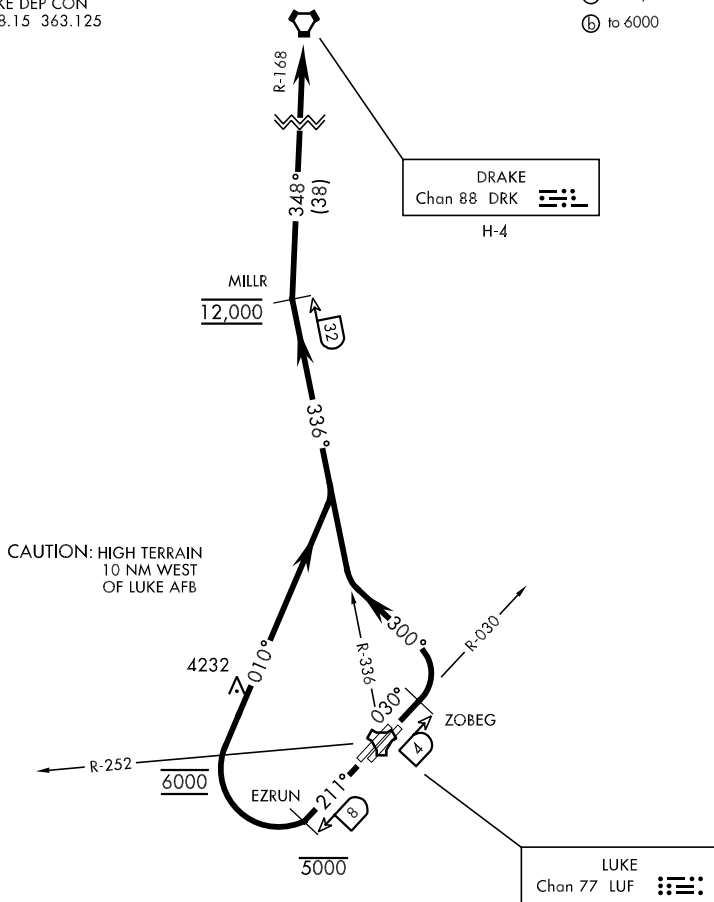 KE DEP CON
8.15 363.125
ⓑ to 6000
R-168
DRAKE
Chan 88 DRK
H-4
348°
(38)
MILLR
12,000
32
336°
CAUTION: HIGH TERRAIN
10 NM WEST
OF LUKE AFB
300°
R-030
R-336
010°
4232
030°
ZOBEG
4
R-252
6000
EZRUN
211°
8
5000
LUKE
Chan 77 LUF